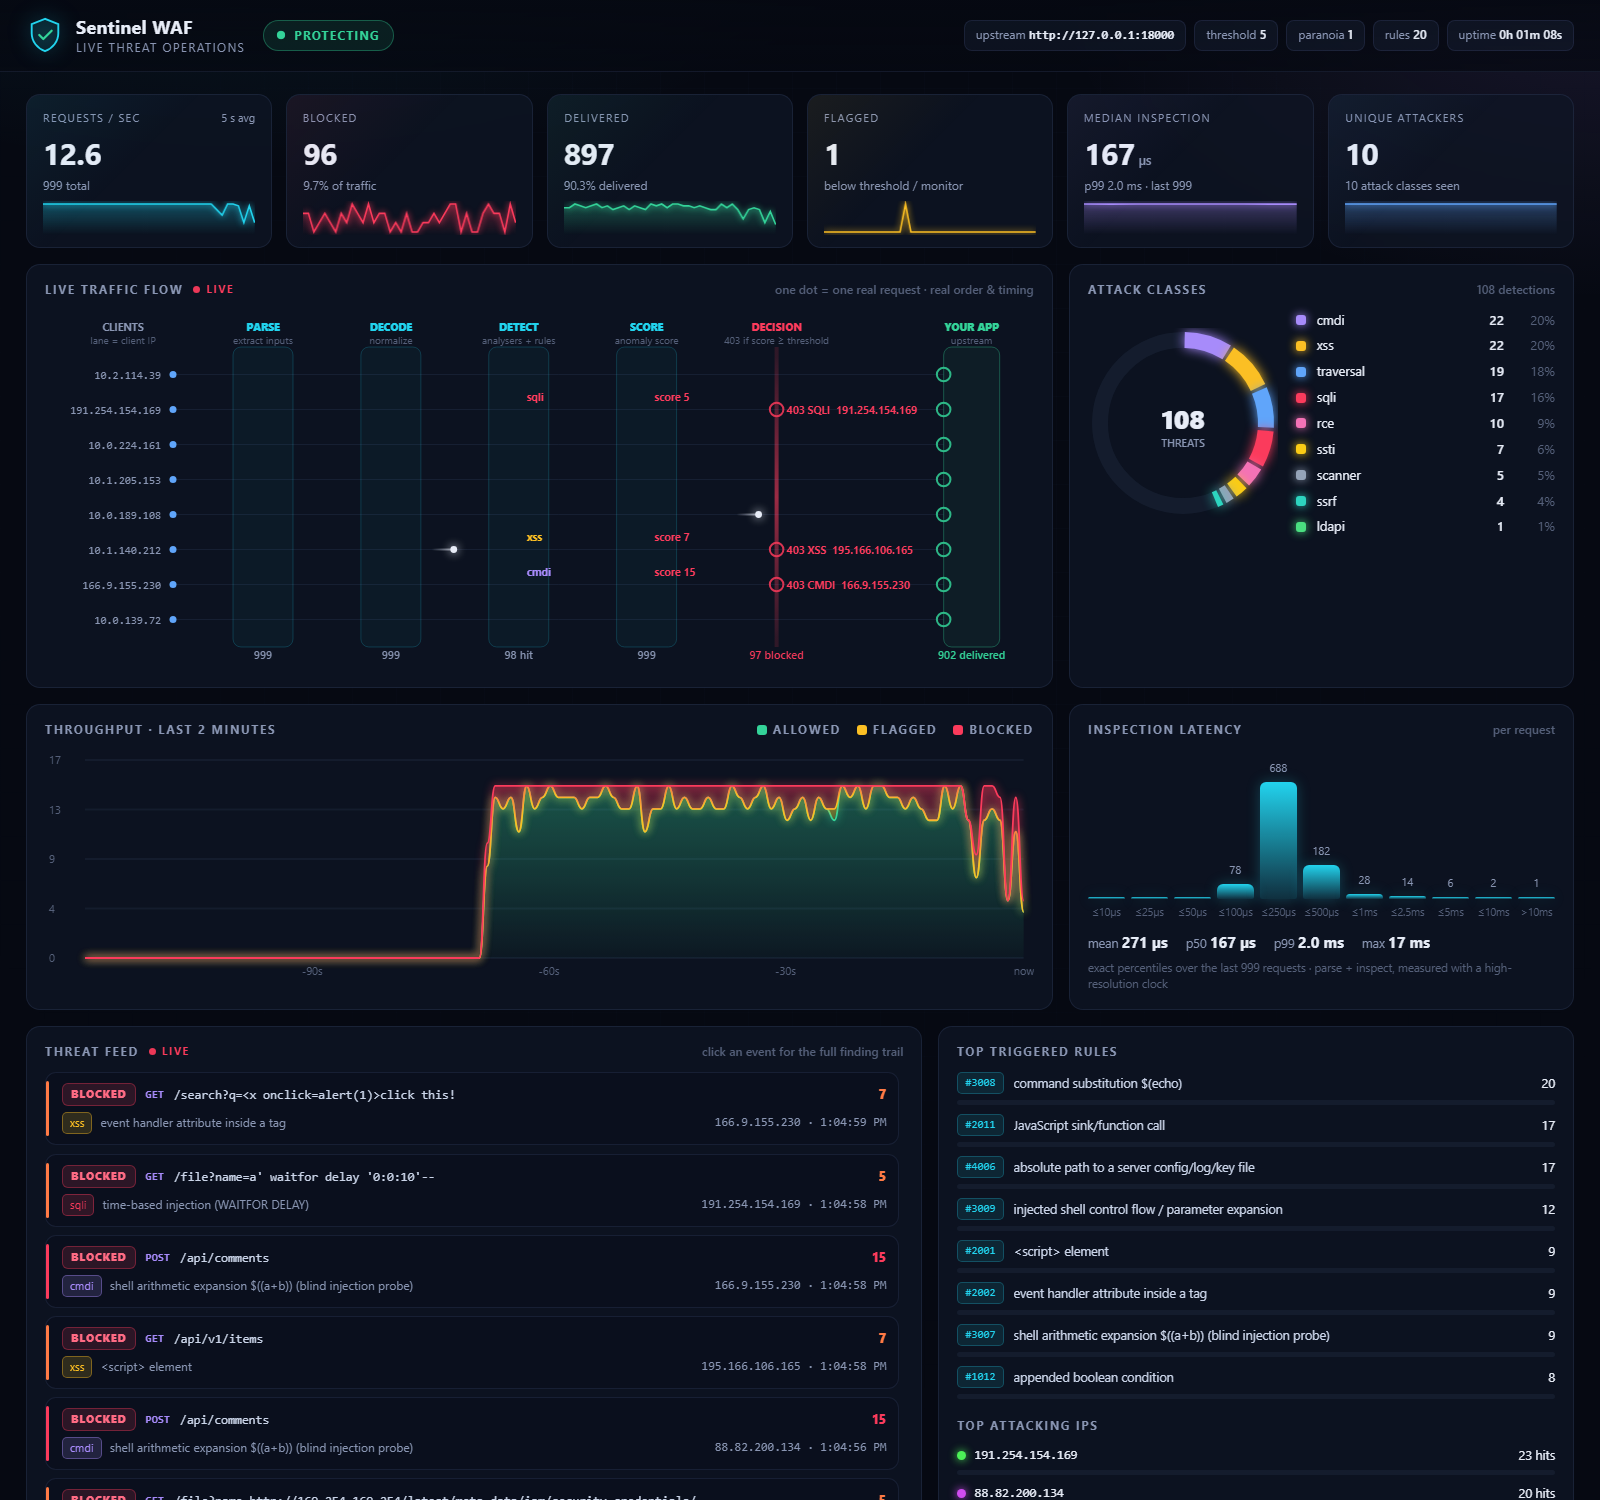 Sentinel WAF
LIVE THREAT OPERATIONS
PROTECTING
upstream http://127.0.0.1:18000
threshold 5
paranoia 1
rules 20
uptime 0h 01m 08s
REQUESTS / SEC
5 s avg
12.6
999 total
BLOCKED
96
9.7% of traffic
DELIVERED
897
90.3% delivered
FLAGGED
1
below threshold / monitor
MEDIAN INSPECTION
167 µs
p99 2.0 ms · last 999
UNIQUE ATTACKERS
10
10 attack classes seen
LIVE TRAFFIC FLOW
LIVE
one dot = one real request · real order & timing
CLIENTS
lane = client IP
PARSE
extract inputs
DECODE
normalize
DETECT
analysers + rules
SCORE
anomaly score
DECISION
403 if score ≥ threshold
YOUR APP
upstream
10.2.114.39
sqli
score 5
191.254.154.169
403 SQLI 191.254.154.169
10.0.224.161
10.1.205.153
10.0.189.108
xss
score 7
10.1.140.212
403 XSS 195.166.106.165
cmdi
score 15
166.9.155.230
403 CMDI 166.9.155.230
10.0.139.72
999
999
98 hit
999
97 blocked
902 delivered
ATTACK CLASSES
108 detections
108
THREATS
cmdi 22 20%
xss 22 20%
traversal 19 18%
sqli 17 16%
rce 10 9%
ssti 7 6%
scanner 5 5%
ssrf 4 4%
ldapi 1 1%
THROUGHPUT · LAST 2 MINUTES
ALLOWED
FLAGGED
BLOCKED
17
13
9
4
0
-90s
-60s
-30s
now
INSPECTION LATENCY
per request
688
182
78
28
14
6
2
1
≤10µs
≤25µs
≤50µs
≤100µs
≤250µs
≤500µs
≤1ms
≤2.5ms
≤5ms
≤10ms
>10ms
mean 271 µs
p50 167 µs
p99 2.0 ms
max 17 ms
exact percentiles over the last 999 requests · parse + inspect, measured with a high-
resolution clock
THREAT FEED
LIVE
click an event for the full finding trail
BLOCKED GET /search?q=<x onclick=alert(1)>click this! 7
xss event handler attribute inside a tag 166.9.155.230 · 1:04:59 PM
BLOCKED GET /file?name=a' waitfor delay '0:0:10'-- 5
sqli time-based injection (WAITFOR DELAY) 191.254.154.169 · 1:04:58 PM
BLOCKED POST /api/comments 15
cmdi shell arithmetic expansion $((a+b)) (blind injection probe) 166.9.155.230 · 1:04:58 PM
BLOCKED GET /api/v1/items 7
xss <script> element 195.166.106.165 · 1:04:58 PM
BLOCKED POST /api/comments 15
cmdi shell arithmetic expansion $((a+b)) (blind injection probe) 88.82.200.134 · 1:04:56 PM
TOP TRIGGERED RULES
#3008 command substitution $(echo) 20
#2011 JavaScript sink/function call 17
#4006 absolute path to a server config/log/key file 17
#3009 injected shell control flow / parameter expansion 12
#2001 <script> element 9
#2002 event handler attribute inside a tag 9
#3007 shell arithmetic expansion $((a+b)) (blind injection probe) 9
#1012 appended boolean condition 8
TOP ATTACKING IPS
191.254.154.169 23 hits
88.82.200.134 20 hits